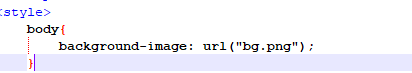 <style>
body{
background-image: url("bg.png");
}